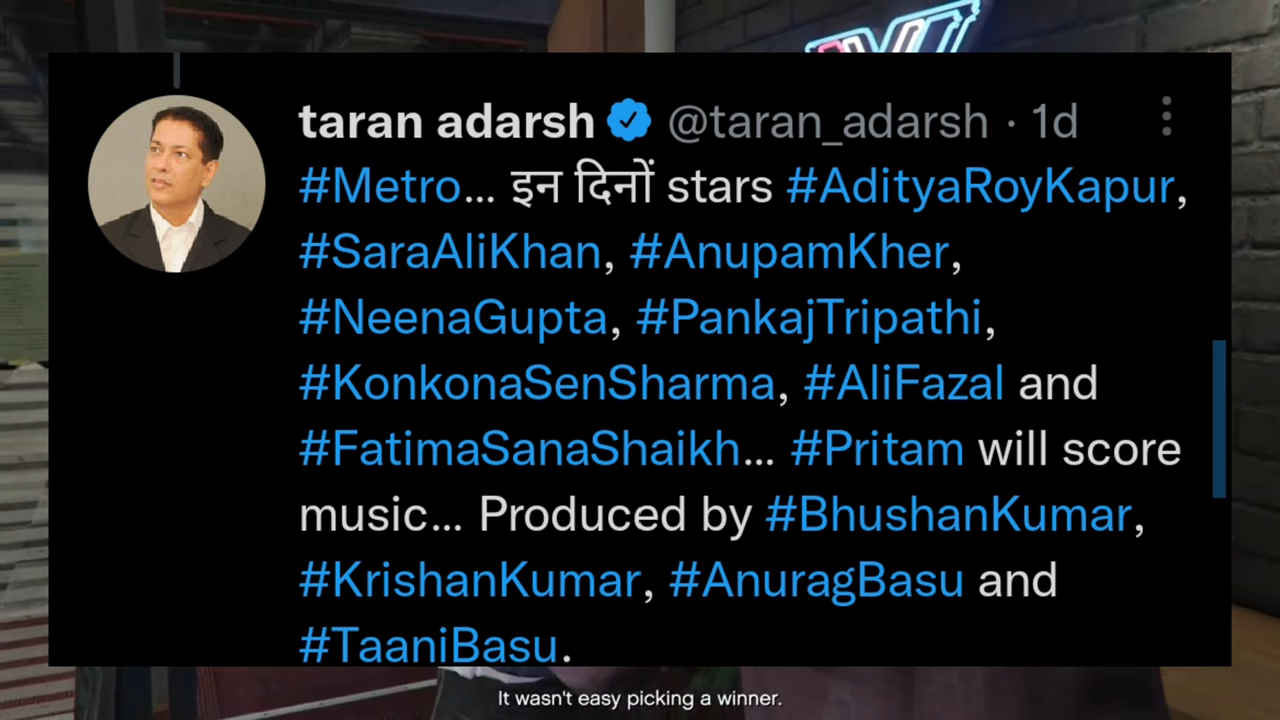 taran adarsh @taran_adarsh · 1d
#Metro... इन दिनों stars #AdityaRoyKapur,
#SaraAliKhan, #AnupamKher,
#NeenaGupta, #PankajTripathi,
#KonkonaSenSharma, #AliFazal and
#FatimaSanaShaikh... #Pritam will score
music... Produced by #BhushanKumar,
#KrishanKumar, #AnuragBasu and
#TaaniBasu.
It wasn't easy picking a winner.